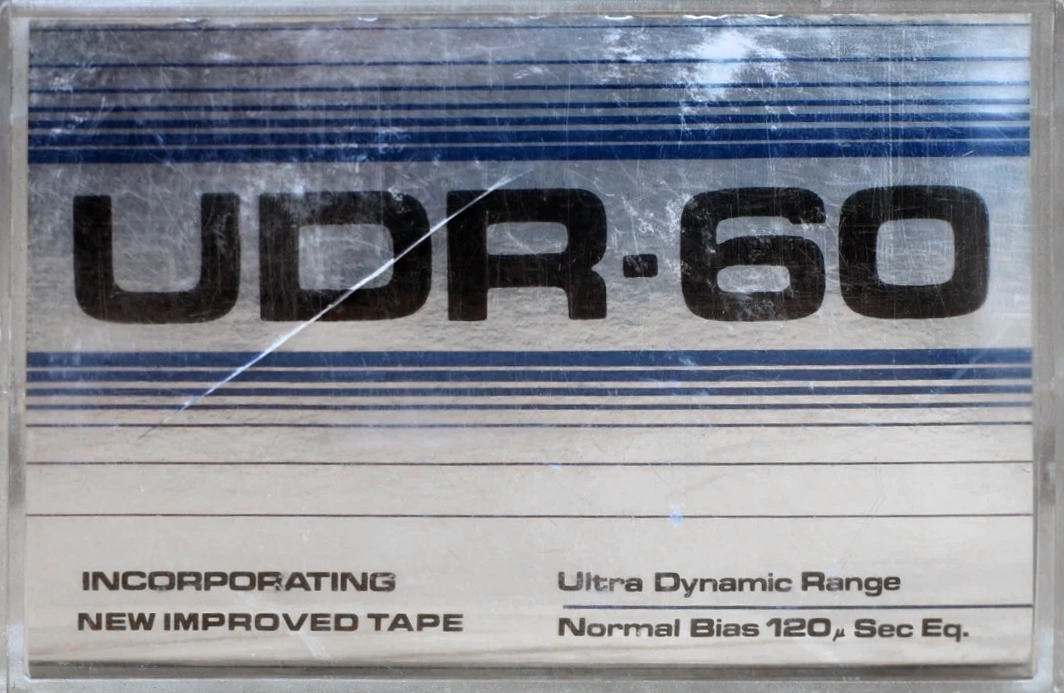 UDR·60
INCORPORATING
NEW IMPROVED TAPE
Ultra Dynamic Range
Normal Bias 120μ Sec Eq.